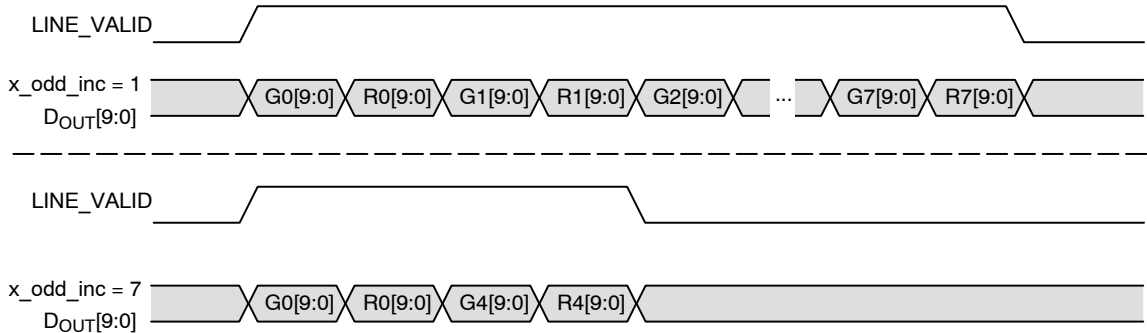 LINE_VALID
x_odd_inc = 1
DOUT[9:0]
G0[9:0] R0[9:0] G1[9:0] R1[9:0] G2[9:0] ... G7[9:0] R7[9:0]
LINE_VALID
x_odd_inc = 7
DOUT[9:0]
G0[9:0] R0[9:0] G4[9:0] R4[9:0]